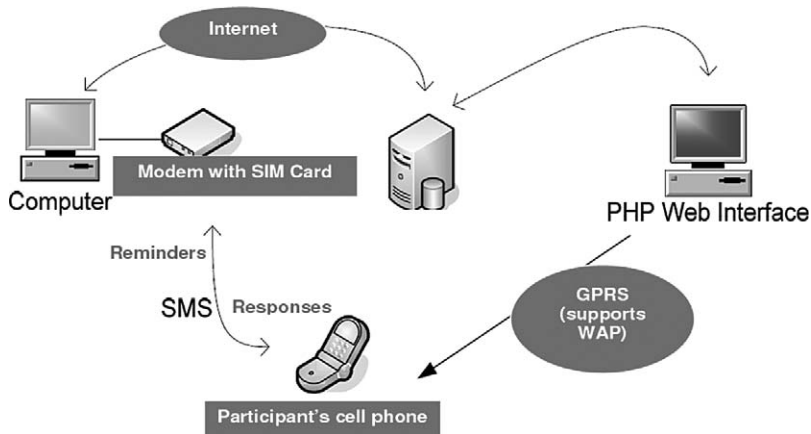 Internet
Modem with SIM Card
Computer
PHP Web Interface
Reminders
SMS
Responses
GPRS
(supports
WAP)
Participant's cell phone